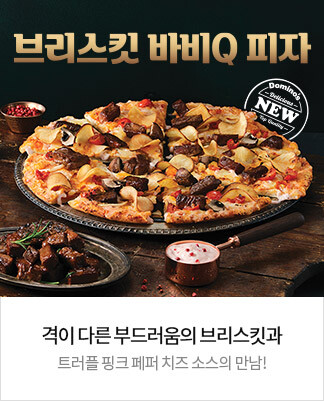 브리스킷 바비Q 피자
Domino's
Delicious
NEW
Top Quality
격이 다른 부드러움의 브리스킷과
트러플 핑크 페퍼 치즈 소스의 만남!